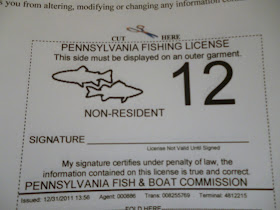 you from altering, modifying or changing any information
CUT HERE
PENNSYLVANIA FISHING LICENSE
This side must be displayed on an outer garment.
12
NON-RESIDENT
SIGNATURE
License Not Valid Until Signed
My signature certifies under penalty of law, the
information contained on this license is true and correct.
PENNSYLVANIA FISH & BOAT COMMISSION
Issued: 12/31/2011 13:56 Agent: 000886 Trans: 006255769 Terminal: 4812215
FOLD HERE